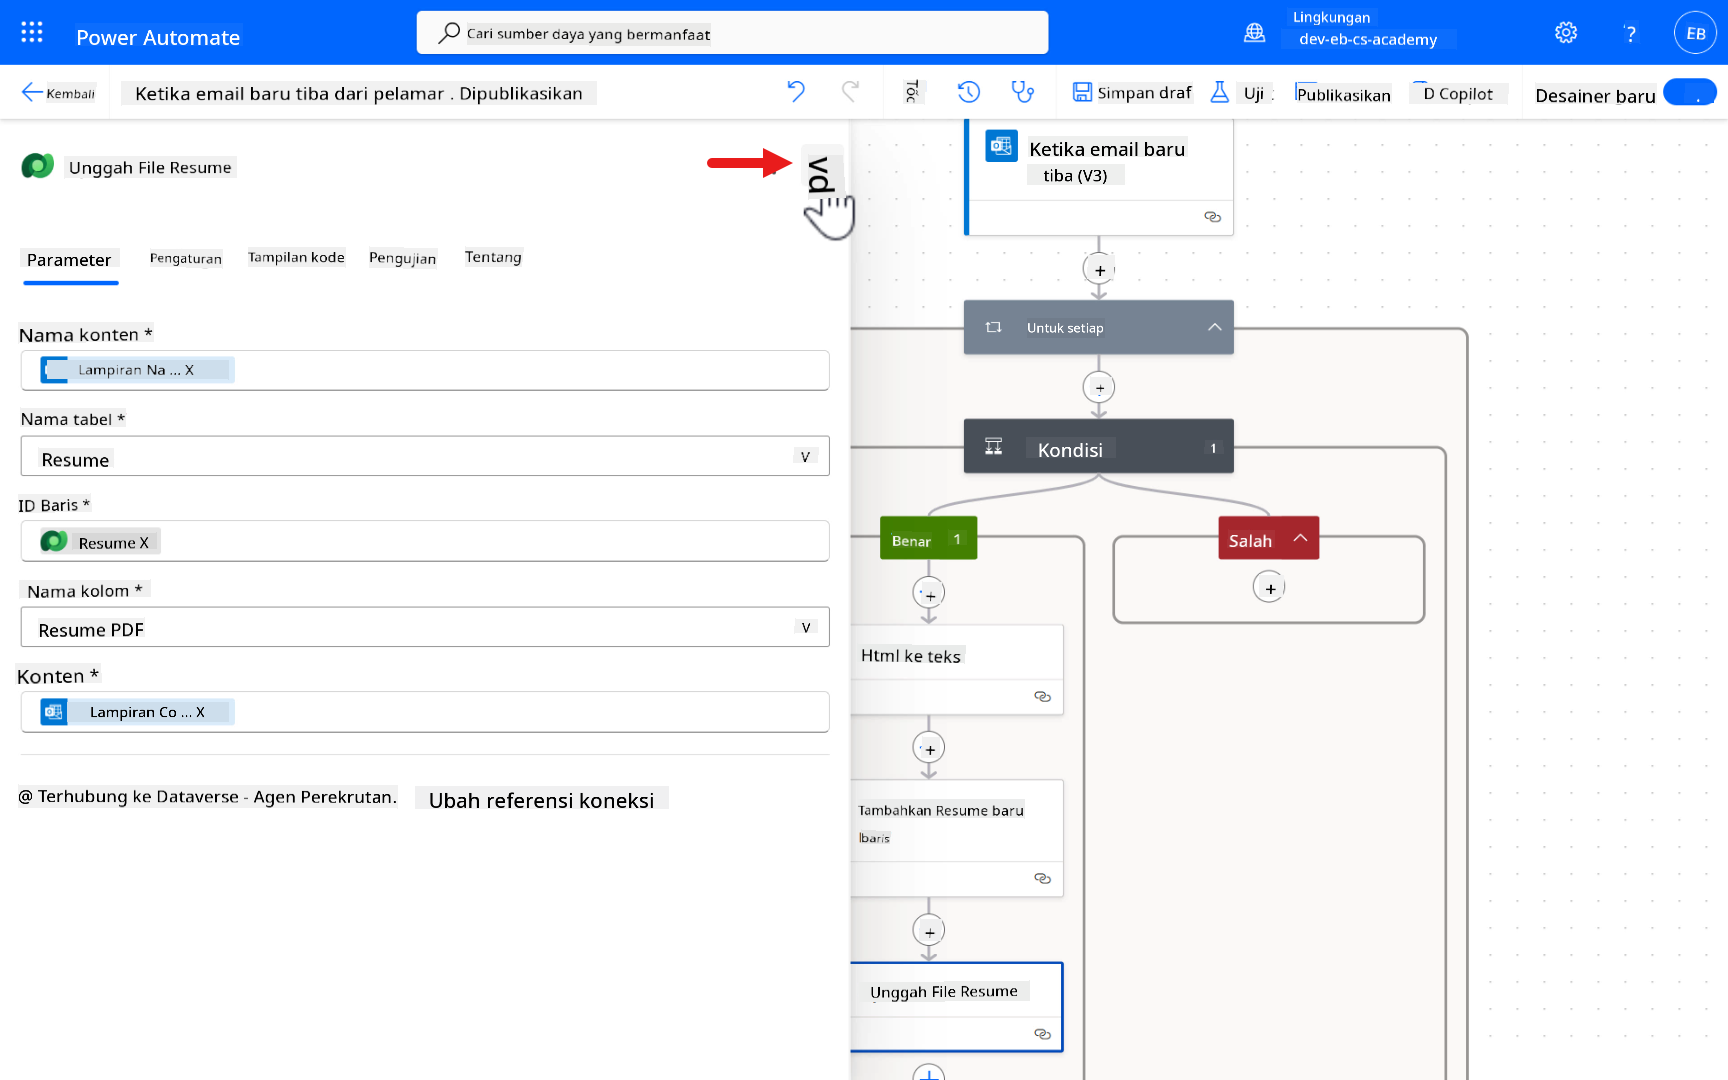 Power Automate
Cari sumber daya yang bermanfaat
Lingkungan
dev-eb-cs-academy
?
EB
Kembali
Ketika email baru tiba dari pelamar . Dipublikasikan
Simpan draf
Uji
Publikasikan
D Copilot
Desainer baru
Unggah File Resume
Parameter
Pengaturan
Tampilan kode
Pengujian
Tentang
Nama konten *
Lampiran Na ... X
Nama tabel *
Resume
V
ID Baris *
Resume X
Nama kolom *
Resume PDF
V
Konten *
Lampiran Co ... X
@ Terhubung ke Dataverse - Agen Perekrutan.
Ubah referensi koneksi
Ketika email baru
tiba (V3)
+
Untuk setiap
+
Kondisi
1
Benar
1
Salah
+
+
Html ke teks
+
Tambahkan Resume baru
baris
+
Unggah File Resume